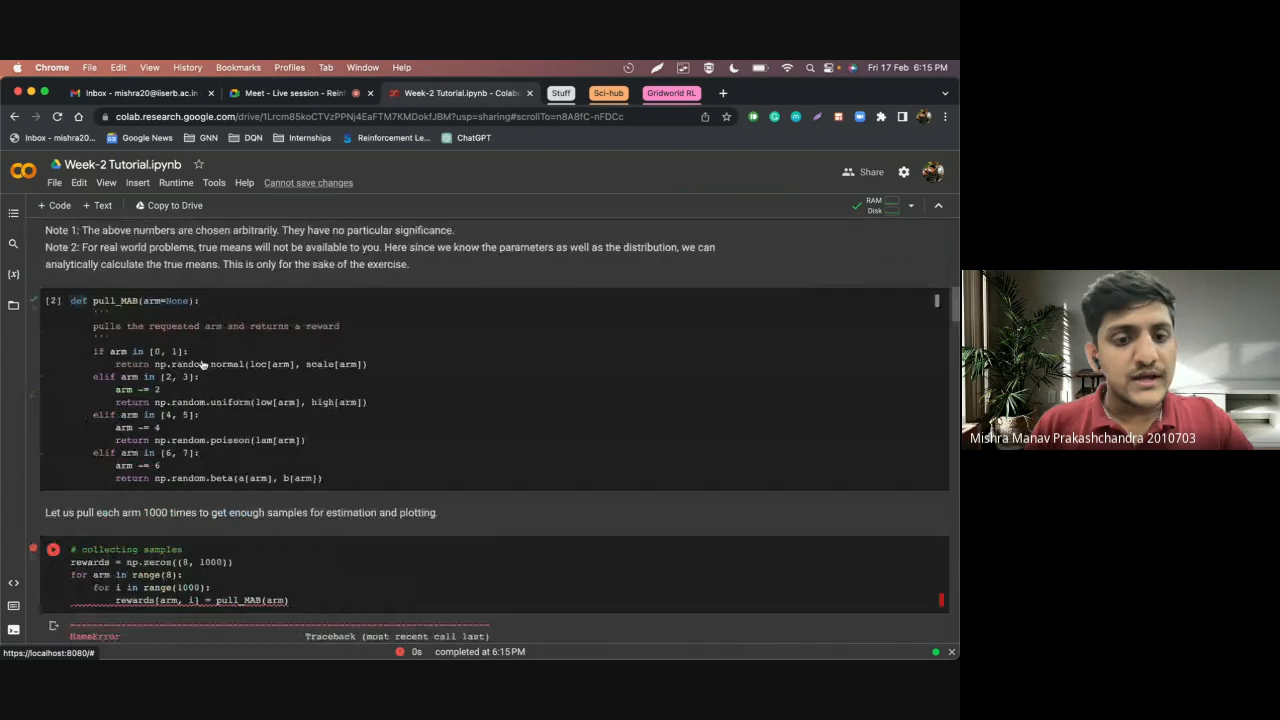 Chrome File Edit View History Bookmarks Profiles Tab Window Help Fri 17 Feb 6:15 PM
Inbox - mishra20@iiserb.ac.in Meet - Live session - Rein Week-2 Tutorial.ipynb - Colab Stuff Sci-hub Gridworld RL
colab.research.google.com/drive/1Lrcm85koCTVzPPNj4EaFTM7KMDokfJBM?usp=sharing#scrollTo=n8A8fC-nFDCc
Inbox - mishra20... Google News GNN DQN Internships Reinforcement Le... ChatGPT
Week-2 Tutorial.ipynb
Share
File Edit View Insert Runtime Tools Help Cannot save changes
+ Code + Text Copy to Drive
RAM
Disk
Note 1: The above numbers are chosen arbitrarily. They have no particular significance.
Note 2: For real world problems, true means will not be available to you. Here since we know the parameters as well as the distribution, we can
analytically calculate the true means. This is only for the sake of the exercise.
[2] def pull_MAB(arm=None):
'''
pulls the requested arm and returns a reward
'''
if arm in [0, 1]:
return np.random.normal(loc[arm], scale[arm])
elif arm in [2, 3]:
arm -= 2
return np.random.uniform(low[arm], high[arm])
elif arm in [4, 5]:
arm -= 4
return np.random.poisson(lam[arm])
elif arm in [6, 7]:
arm -= 6
return np.random.beta(a[arm], b[arm])
Let us pull each arm 1000 times to get enough samples for estimation and plotting.
# collecting samples
rewards = np.zeros((8, 1000))
for arm in range(8):
for i in range(1000):
rewards[arm, i] = pull_MAB(arm)
NameError Traceback (most recent call last)
https://localhost:8080/#
0s completed at 6:15PM
Mishra Manav Prakashchandra 2010703